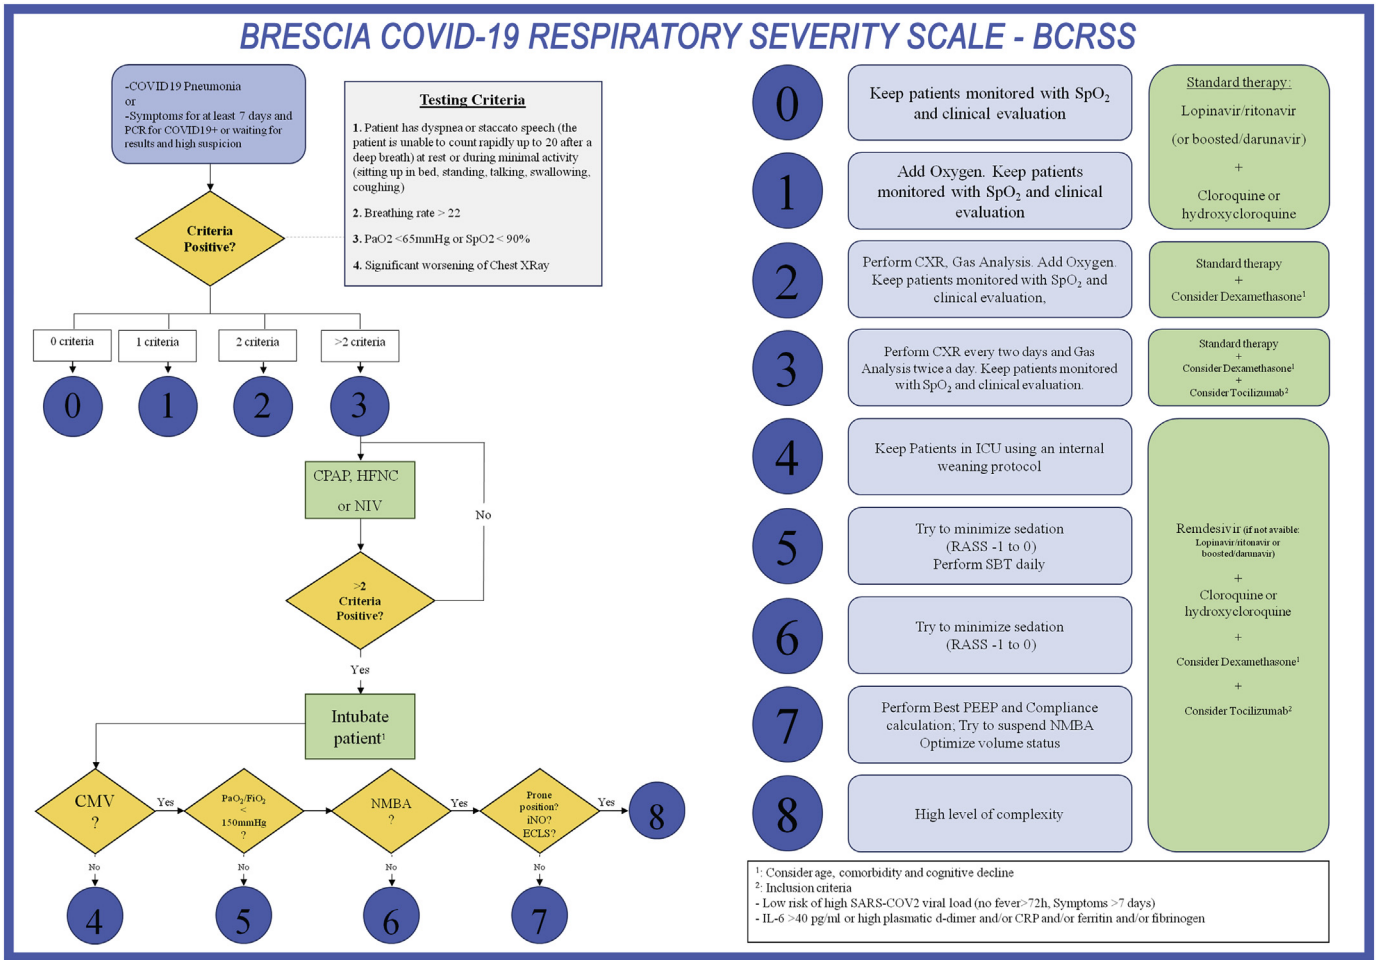 BRESCIA COVID-19 RESPIRATORY SEVERITY SCALE - BCRSS
-COVID19 Pneumonia
or
-Symptoms for at least 7 days and
PCR for COVID19+ or waiting for
results and high suspicion
Testing Criteria
1. Patient has dyspnea or staccato speech (the
patient is unable to count rapidly up to 20 after a
deep breath) at rest or during minimal activity
(sitting up in bed, standing, talking, swallowing,
coughing)
2. Breathing rate > 22
3. PaO2 <65mmHg or SpO2 < 90%
4. Significant worsening of Chest XRay
Criteria
Positive?
0 criteria
1 criteria
2 criteria
>2 criteria
0
1
2
3
CPAP, HFNC
or NIV
No
>2
Criteria
Positive?
Yes
Intubate
patient¹
CMV
?
Yes
PaO₂/FiO₂
<
150mmHg
?
NMBA
?
Yes
Prone
position?
iNO?
ECLS?
Yes
8
No
No
No
No
4
5
6
7
0
Keep patients monitored with SpO₂
and clinical evaluation
1
Add Oxygen. Keep patients
monitored with SpO₂ and clinical
evaluation
Standard therapy:
Lopinavir/ritonavir
(or boosted/darunavir)
+
Cloroquine or
hydroxycloroquine
2
Perform CXR, Gas Analysis. Add Oxygen.
Keep patients monitored with SpO₂ and
clinical evaluation,
Standard therapy
+
Consider Dexamethasone¹
3
Perform CXR every two days and Gas
Analysis twice a day. Keep patients monitored
with SpO₂ and clinical evaluation.
Standard therapy
+
Consider Dexamethasone¹
+
Consider Tocilizumab²
4
Keep Patients in ICU using an internal
weaning protocol
5
Try to minimize sedation
(RASS -1 to 0)
Perform SBT daily
6
Try to minimize sedation
(RASS -1 to 0)
7
Perform Best PEEP and Compliance
calculation; Try to suspend NMBA
Optimize volume status
8
High level of complexity
Remdesivir (if not avaible:
Lopinavir/ritonavir or
boosted/darunavir)
+
Cloroquine or
hydroxycloroquine
+
Consider Dexamethasone¹
+
Consider Tocilizumab²
¹: Consider age, comorbidity and cognitive decline
²: Inclusion criteria
- Low risk of high SARS-COV2 viral load (no fever>72h, Symptoms >7 days)
- IL-6 >40 pg/ml or high plasmatic d-dimer and/or CRP and/or ferritin and/or fibrinogen